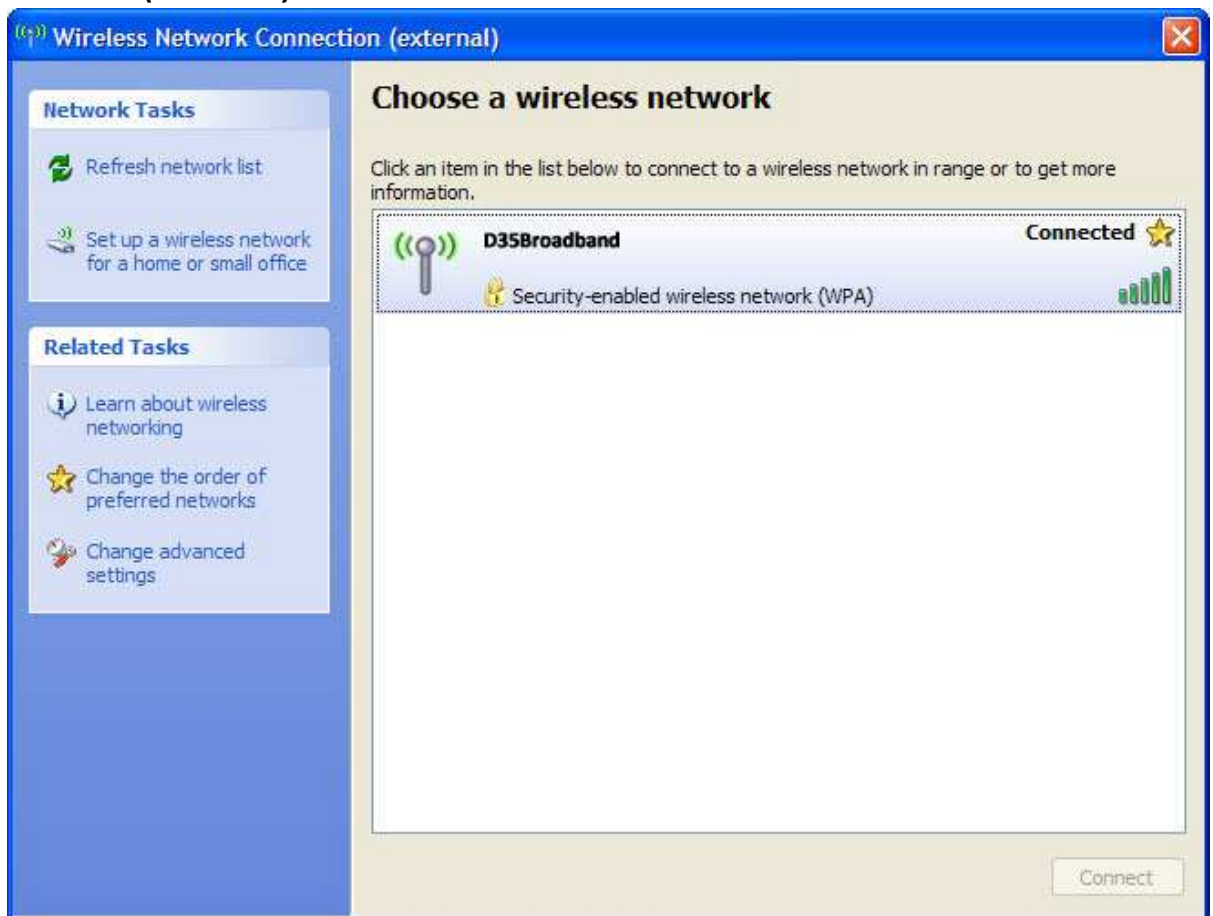 Wireless Network Connection (external)
Network Tasks
Refresh network list
Set up a wireless network
for a home or small office
Related Tasks
Learn about wireless
networking
Change the order of
preferred networks
Change advanced
settings
Choose a wireless network
Click an item in the list below to connect to a wireless network in range or to get more
information.
D35Broadband
Connected
Security-enabled wireless network (WPA)
Connect